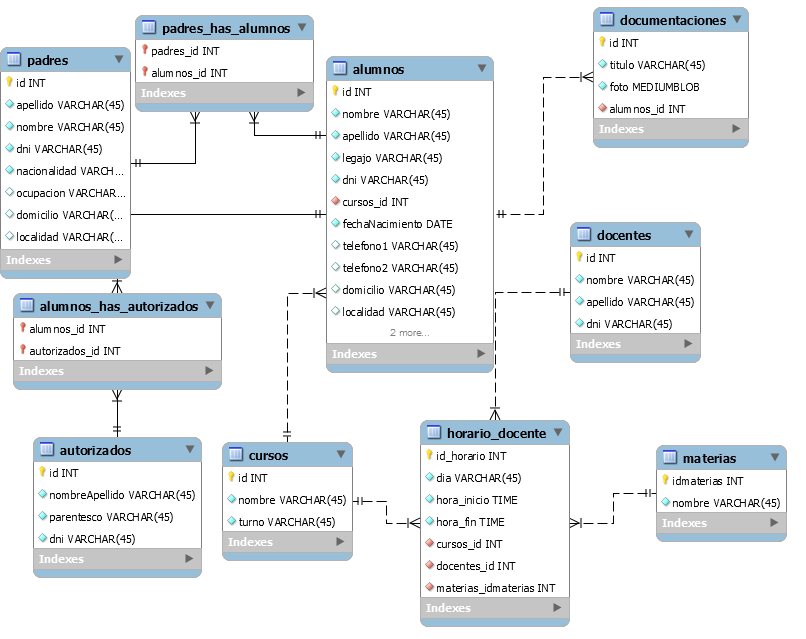 padres_has_alumnos
padres_id INT
alumnos_id INT
Indexes
padres
id INT
apellido VARCHAR(45)
nombre VARCHAR(45)
dni VARCHAR(45)
nacionalidad VARCH...
ocupacion VARCHAR...
domicilio VARCHAR(...
localidad VARCHAR(...
Indexes
alumnos
id INT
nombre VARCHAR(45)
apellido VARCHAR(45)
legajo VARCHAR(45)
dni VARCHAR(45)
cursos_id INT
fechaNacimiento DATE
telefono1 VARCHAR(45)
telefono2 VARCHAR(45)
domicilio VARCHAR(45)
localidad VARCHAR(45)
2 more...
Indexes
documentaciones
id INT
titulo VARCHAR(45)
foto MEDIUMBLOB
alumnos_id INT
Indexes
docentes
id INT
nombre VARCHAR(45)
apellido VARCHAR(45)
dni VARCHAR(45)
Indexes
alumnos_has_autorizados
alumnos_id INT
autorizados_id INT
Indexes
autorizados
id INT
nombreApellido VARCHAR(45)
parentesco VARCHAR(45)
dni VARCHAR(45)
Indexes
cursos
id INT
nombre VARCHAR(45)
turno VARCHAR(45)
Indexes
horario_docente
id_horario INT
dia VARCHAR(45)
hora_inicio TIME
hora_fin TIME
cursos_id INT
docentes_id INT
materias_idmaterias INT
Indexes
materias
idmaterias INT
nombre VARCHAR(45)
Indexes